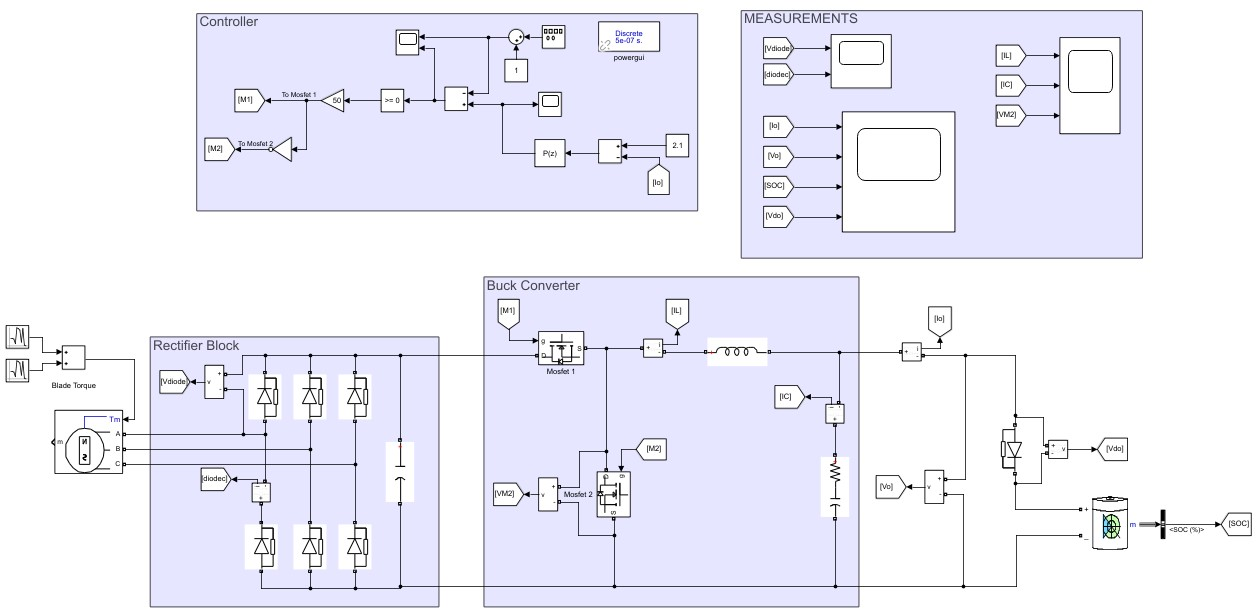 Controller
Discrete
5e-07 s.
powergui
1
To Mosfet 1
[M1]
50
>= 0
To Mosfet 2
[M2]
P(z)
2.1
[Io]
MEASUREMENTS
[Vdiode]
[diodec]
[IL]
[IC]
[VM2]
[Io]
[Vo]
[SOC]
[Vdo]
Blade Torque
Tm
m
A
B
C
N
S
Rectifier Block
[Vdiode]
+
v
-
[diodec]
i
+
Buck Converter
[M1]
g
D
S
Mosfet 1
[IL]
+
i
-
[IC]
[M2]
[VM2]
+
v
-
Mosfet 2
D
g
S
[Io]
+
i
-
[Vo]
+
v
-
+
-
v
[Vdo]
+
m
<SOC (%)>
[SOC]
_